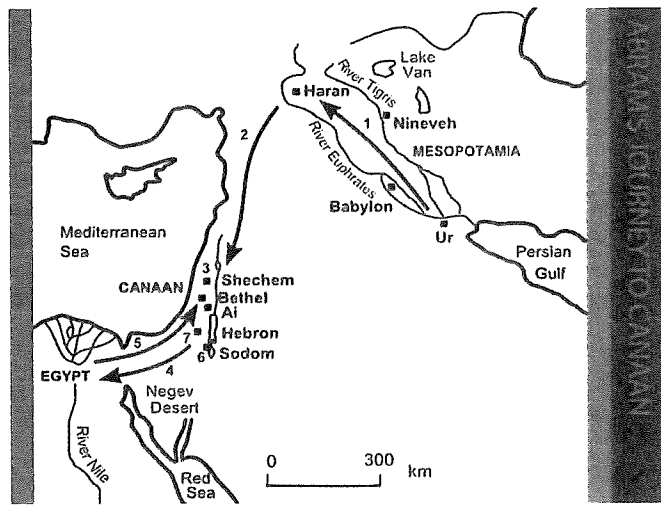 Lake
Van
River Tigris
Haran
1
Nineveh
2
MESOPOTAMIA
River Euphrates
Babylon
Ur
Mediterranean
Sea
Persian
Gulf
3
Shechem
CANAAN
Bethel
Ai
5
7
Hebron
6
Sodom
4
EGYPT
Negev
Desert
River Nile
Red
Sea
0
300
km
ABRAMS JOURNEY TO CANAAN